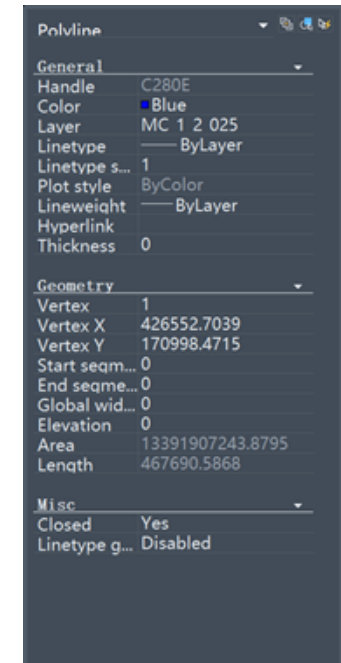 Polyline
General
Handle C280E
Color Blue
Layer MC 1 2 025
Linetype ByLayer
Linetype s... 1
Plot style ByColor
Lineweight ByLayer
Hyperlink
Thickness 0
Geometry
Vertex 1
Vertex X 426552.7039
Vertex Y 170998.4715
Start segm... 0
End segme... 0
Global wid... 0
Elevation 0
Area 13391907243.8795
Length 467690.5868
Misc
Closed Yes
Linetype g... Disabled